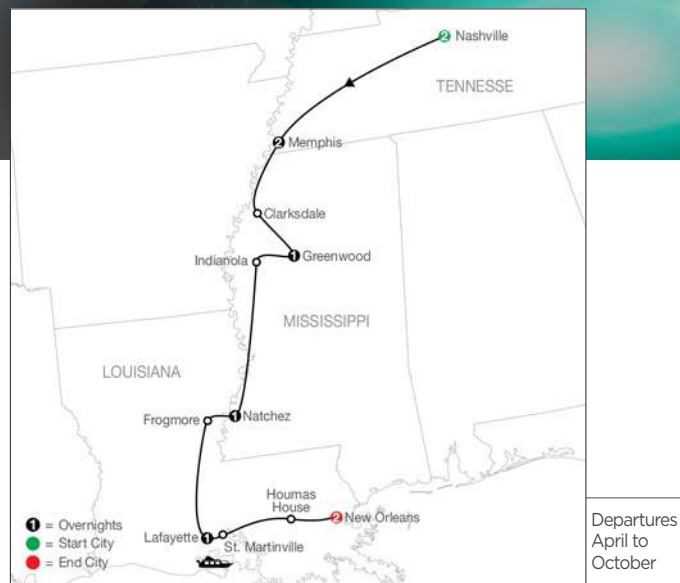 2 Nashville
TENNESSE
2 Memphis
Clarksdale
1 Greenwood
Indianola
MISSISSIPPI
LOUISIANA
Frogmore
1 Natchez
Houmas
House
2 New Orleans
Lafayette 1
St. Martinville
1 = Overnights
= Start City
= End City
Departures
April to
October